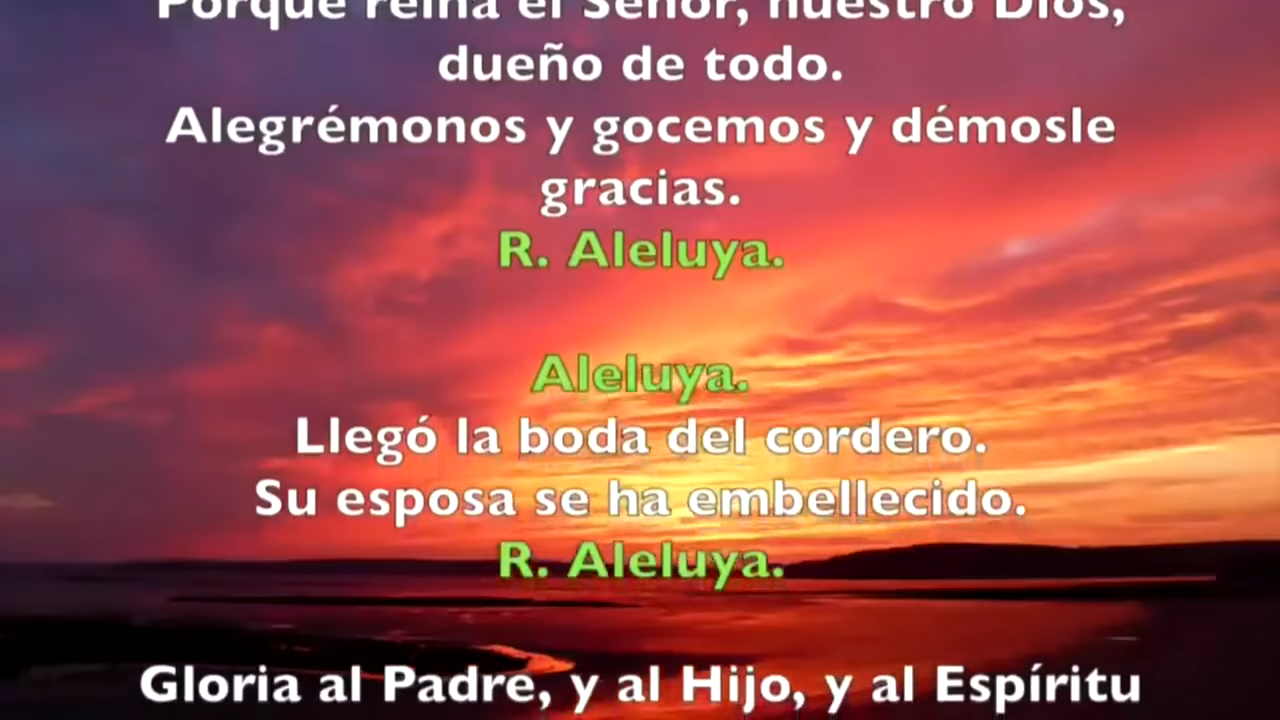 Porque reina el Señor, nuestro Dios,
dueño de todo.
Alegrémonos y gocemos y démosle
gracias.
R. Aleluya.
Aleluya.
Llegó la boda del cordero.
Su esposa se ha embellecido.
R. Aleluya.
Gloria al Padre, y al Hijo, y al Espíritu